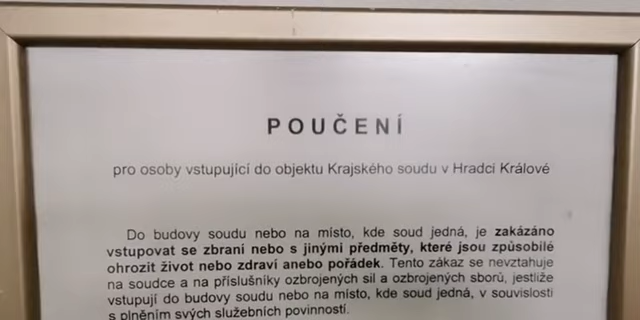 POUČENÍ
pro osoby vstupující do objektu Krajského soudu v Hradci Králové
Do budovy soudu nebo na místo, kde soud jedná, je zakázáno
vstupovat se zbraní nebo s jinými předměty, které jsou způsobilé
ohrozit život nebo zdraví anebo pořádek. Tento zákaz se nevztahuje
na soudce a na příslušníky ozbrojených sil a ozbrojených sborů, jestliže
vstupují do budovy soudu nebo na místo, kde soud jedná, v souvislosti
s plněním svých služebních povinností.